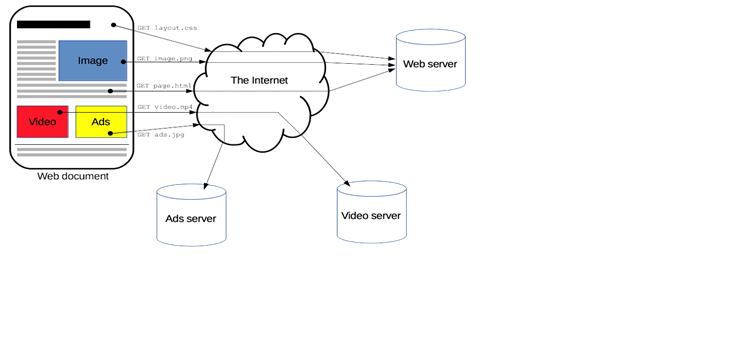 GET layout.css
Image
GET image.png
The Internet
Web server
GET page.html
GET video.mp4
Video
Ads
GET ads.jpg
Web document
Ads server
Video server